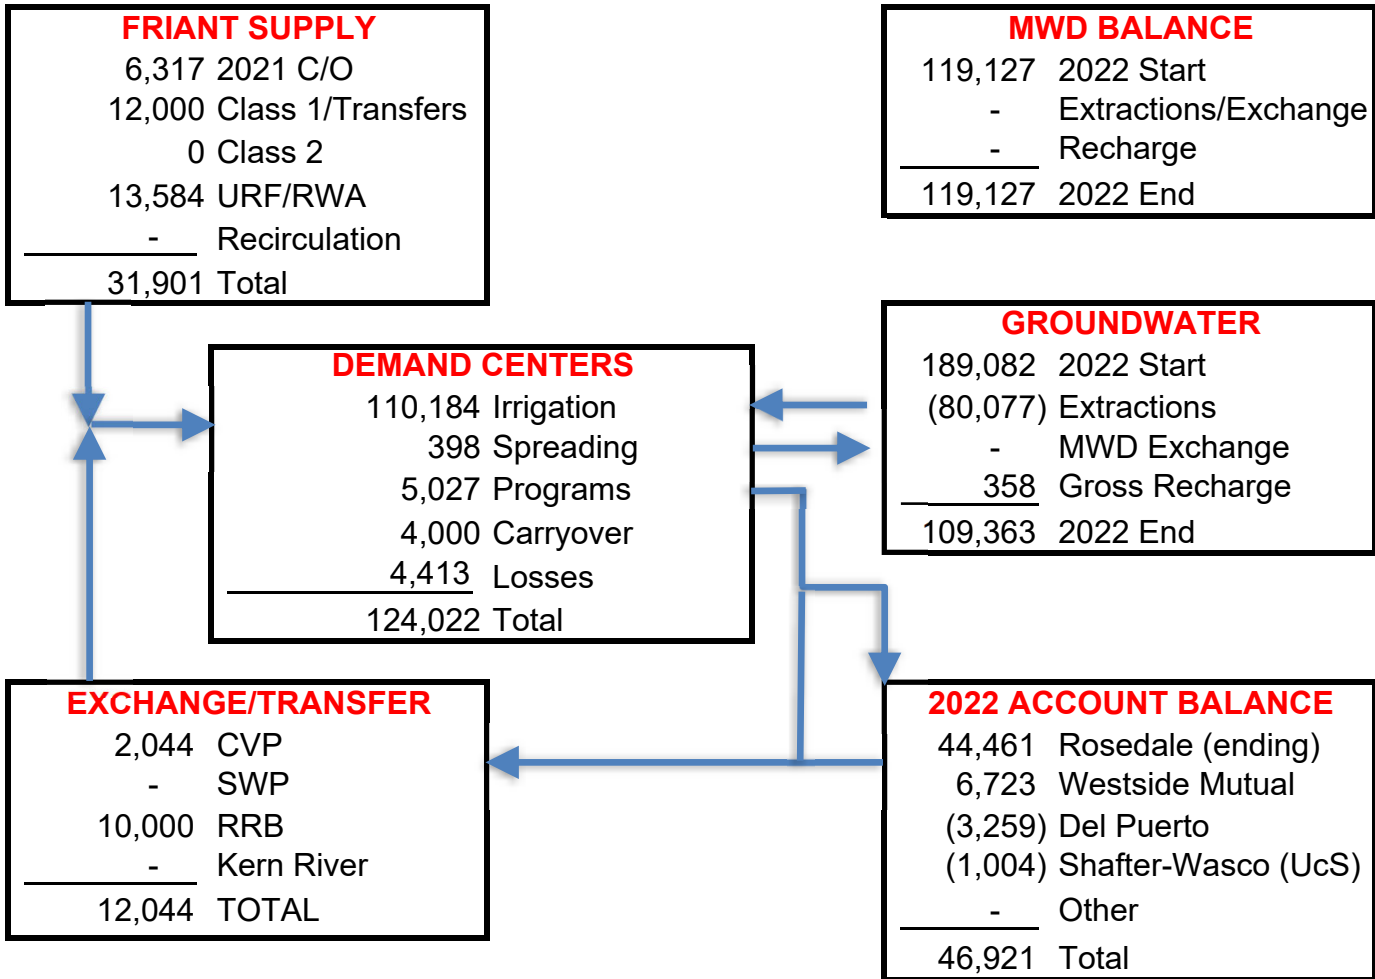 FRIANT SUPPLY
6,317 2021 C/O
12,000 Class 1/Transfers
0 Class 2
13,584 URF/RWA
- Recirculation
31,901 Total
MWD BALANCE
119,127 2022 Start
- Extractions/Exchange
- Recharge
119,127 2022 End
DEMAND CENTERS
110,184 Irrigation
398 Spreading
5,027 Programs
4,000 Carryover
4,413 Losses
124,022 Total
GROUNDWATER
189,082 2022 Start
(80,077) Extractions
- MWD Exchange
358 Gross Recharge
109,363 2022 End
EXCHANGE/TRANSFER
2,044 CVP
- SWP
10,000 RRB
- Kern River
12,044 TOTAL
2022 ACCOUNT BALANCE
44,461 Rosedale (ending)
6,723 Westside Mutual
(3,259) Del Puerto
(1,004) Shafter-Wasco (UcS)
- Other
46,921 Total